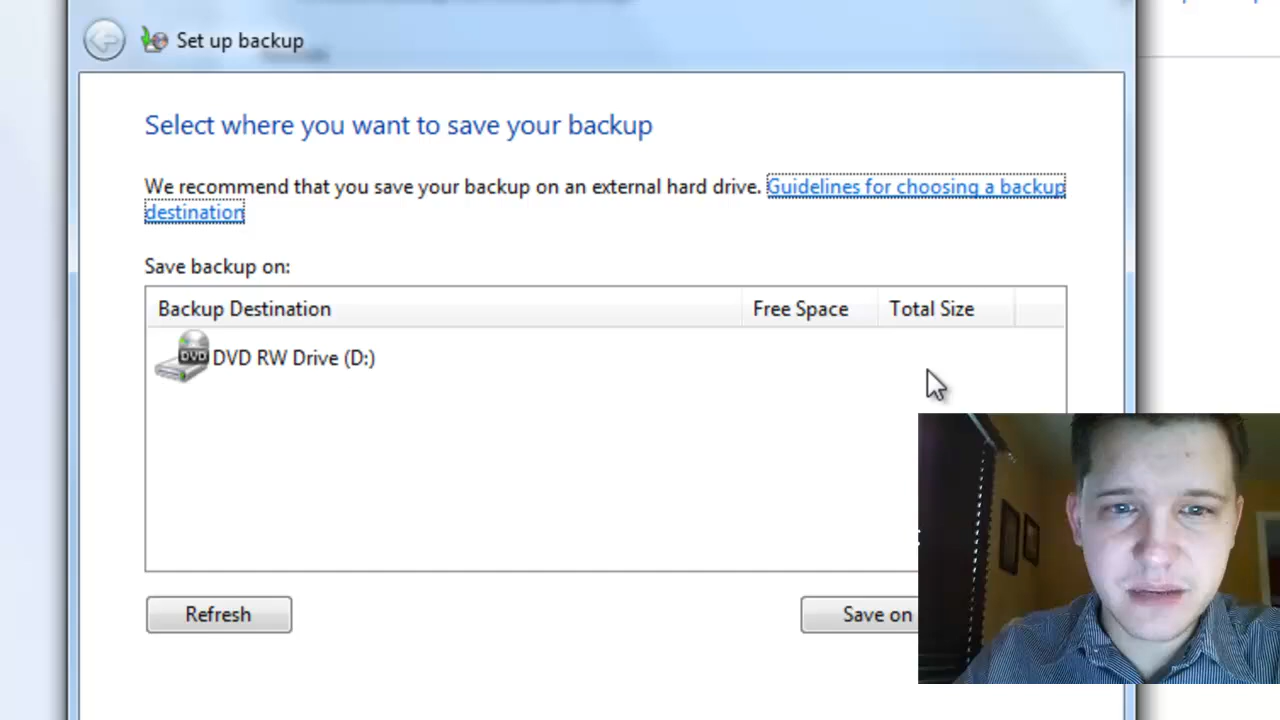 Set up backup
Select where you want to save your backup
We recommend that you save your backup on an external hard drive. Guidelines for choosing a backup
destination
Save backup on:
Backup Destination Free Space Total Size
DVD DVD RW Drive (D:)
Refresh Save on